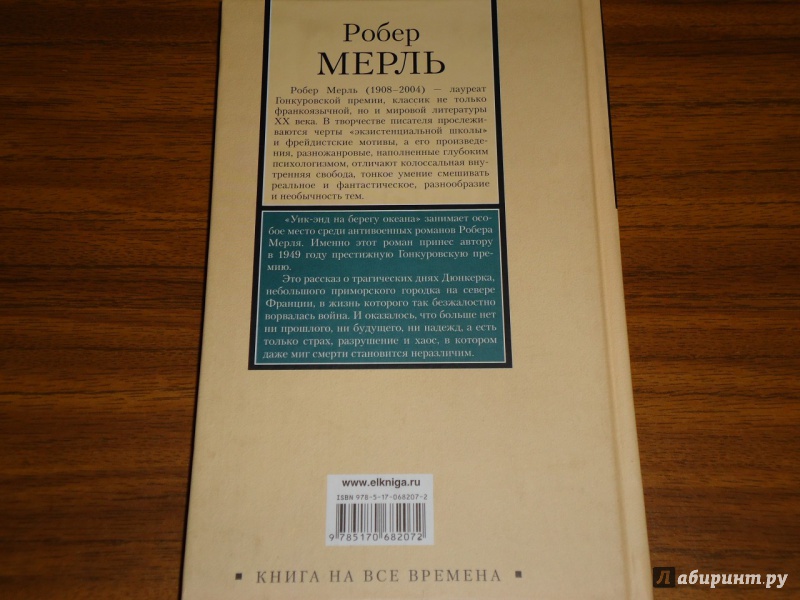 Робер
МЕРЛЬ
Робер Мерль (1908–2004) — лауреат
Гонкуровской премии, классик не только
франкоязычной, но и мировой литературы
XX века. В творчестве писателя прослежи-
ваются черты «экзистенциальной школы»
и фрейдистские мотивы, а его произведе-
ния, разножанровые, наполненные глубоким
психологизмом, отличают колоссальная вну-
тренняя свобода, тонкое умение смешивать
реальное и фантастическое, разнообразие
и необычность тем.
«Уик-энд на берегу океана» занимает осо-
бое место среди антивоенных романов Робера
Мерля. Именно этот роман принес автору
в 1949 году престижную Гонкуровскую пре-
мию.
Это рассказ о трагических днях Дюнкерка,
небольшого приморского городка на севере
Франции, в жизнь которого так безжалостно
ворвалась война. И оказалось, что больше нет
ни прошлого, ни будущего, ни надежд, а есть
только страх, разрушение и хаос, в котором
даже миг смерти становится неразличим.
www.elkniga.ru
ISBN 978-5-17-068207-2
9 785170 682072
▪ КНИГА НА ВСЕ ВРЕМЕНА ▪
Лабиринт.ру